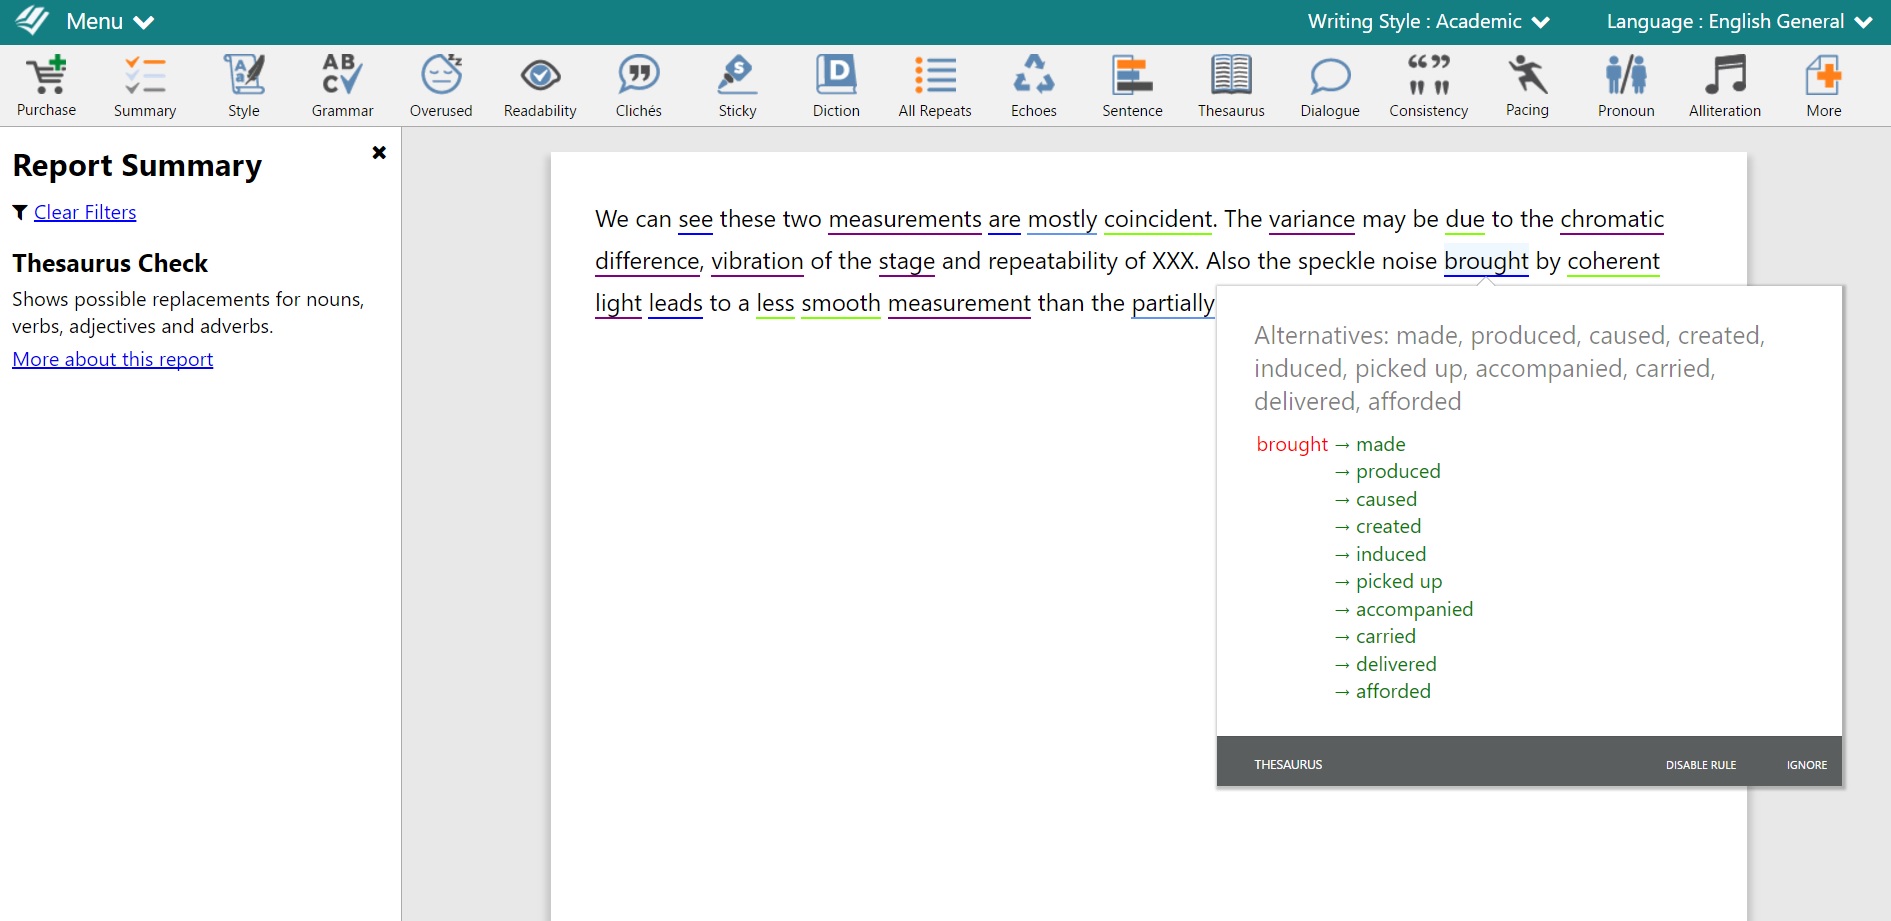 Menu
Writing Style : Academic
Language : English General
Purchase
Summary
Style
Grammar
Overused
Readability
Clichés
Sticky
Diction
All Repeats
Echoes
Sentence
Thesaurus
Dialogue
Consistency
Pacing
Pronoun
Alliteration
More
Report Summary
Clear Filters
Thesaurus Check
Shows possible replacements for nouns,
verbs, adjectives and adverbs.
More about this report
We can see these two measurements are mostly coincident. The variance may be due to the chromatic
difference, vibration of the stage and repeatability of XXX. Also the speckle noise brought by coherent
light leads to a less smooth measurement than the partially
Alternatives: made, produced, caused, created,
induced, picked up, accompanied, carried,
delivered, afforded
brought → made
→ produced
→ caused
→ created
→ induced
→ picked up
→ accompanied
→ carried
→ delivered
→ afforded
THESAURUS
DISABLE RULE
IGNORE